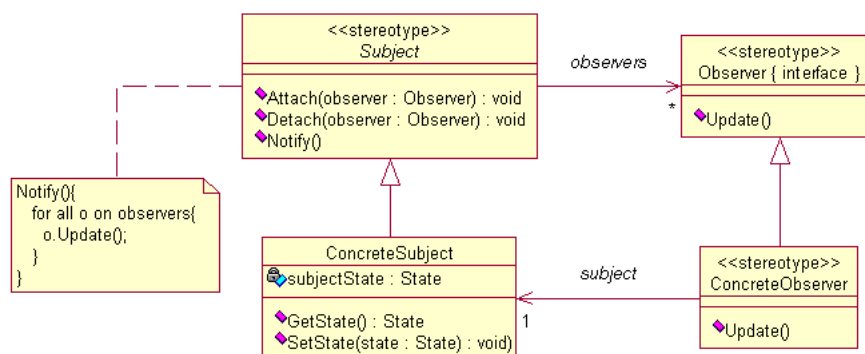 <<stereotype>>
Subject
Attach(observer : Observer) : void
Detach(observer : Observer) : void
Notify()
observers
*
<<stereotype>>
Observer { interface }
Update()
Notify(){
for all o on observers{
o.Update();
}
}
ConcreteSubject
subjectState : State
GetState() : State
SetState(state : State) : void)
subject
1
<<stereotype>>
ConcreteObserver
Update()